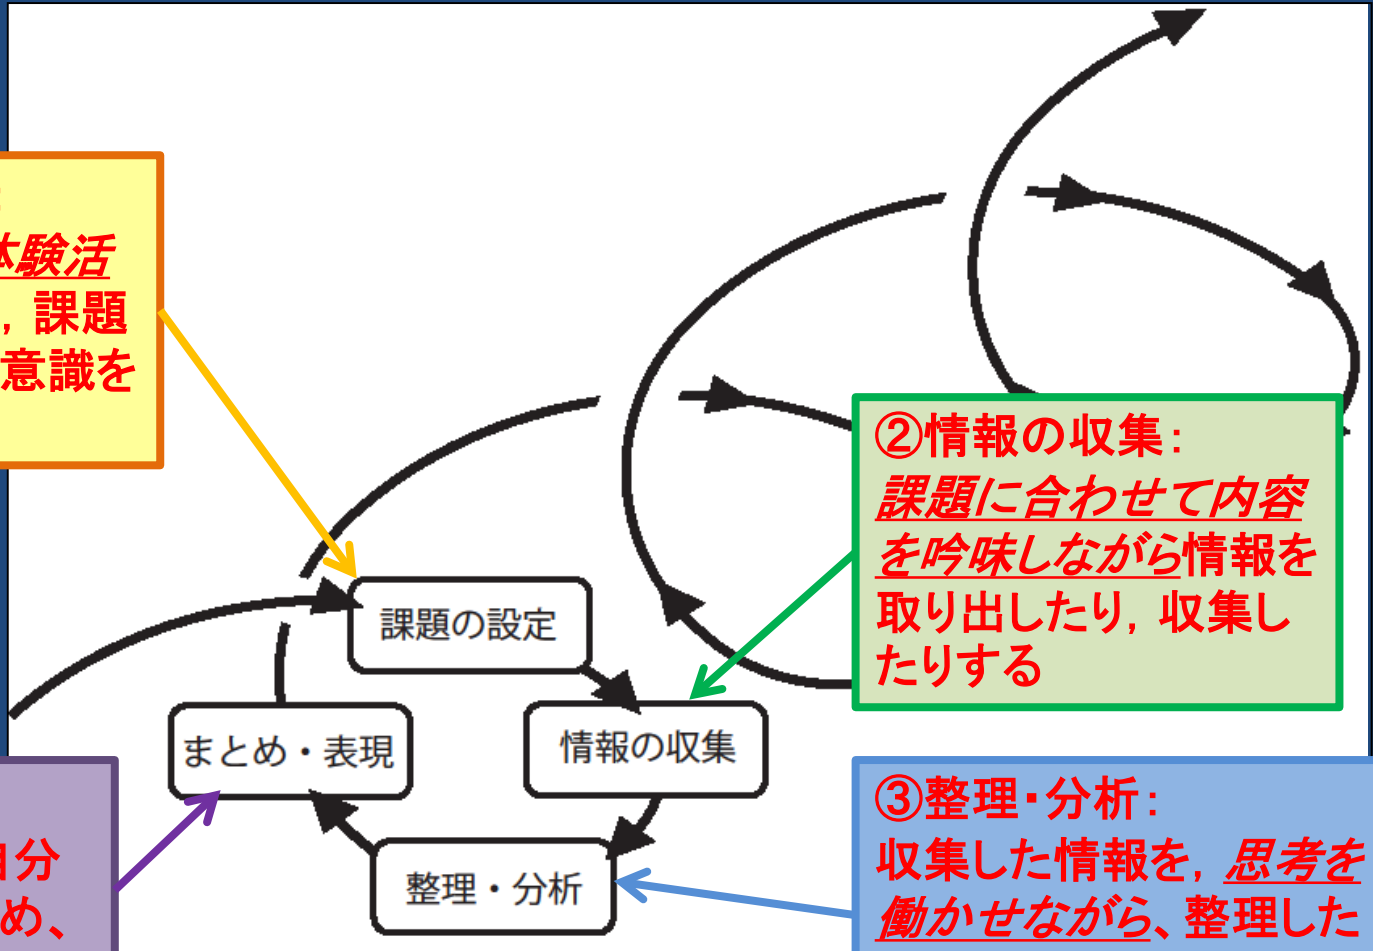 体験活
，課題
意識を
②情報の収集：
課題に合わせて内容
を吟味しながら情報を
取り出したり，収集し
たりする
課題の設定
まとめ・表現
情報の収集
整理・分析
自分
め、
③整理・分析：
収集した情報を，思考を
働かせながら、整理した